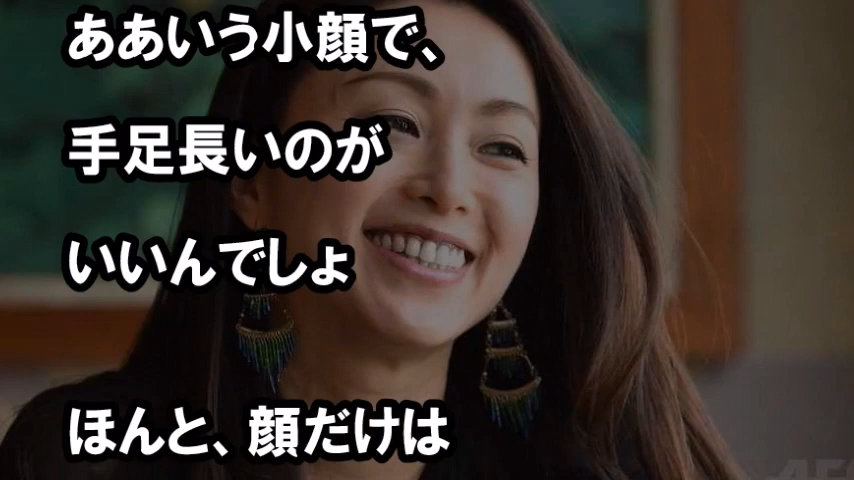 ああいう小顔で、
手足長いのが
いいんでしょ
ほんと、顔だけは